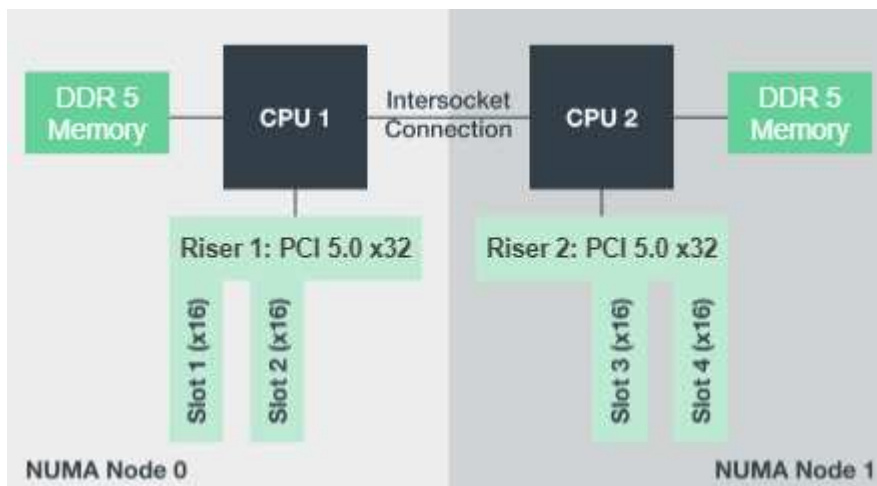 DDR 5
Memory
CPU 1
Intersocket
Connection
CPU 2
DDR 5
Memory
Riser 1: PCI 5.0 x32
Riser 2: PCI 5.0 x32
Slot 1 (x16)
Slot 2 (x16)
Slot 3 (x16)
Slot 4 (x16)
NUMA Node 0
NUMA Node 1